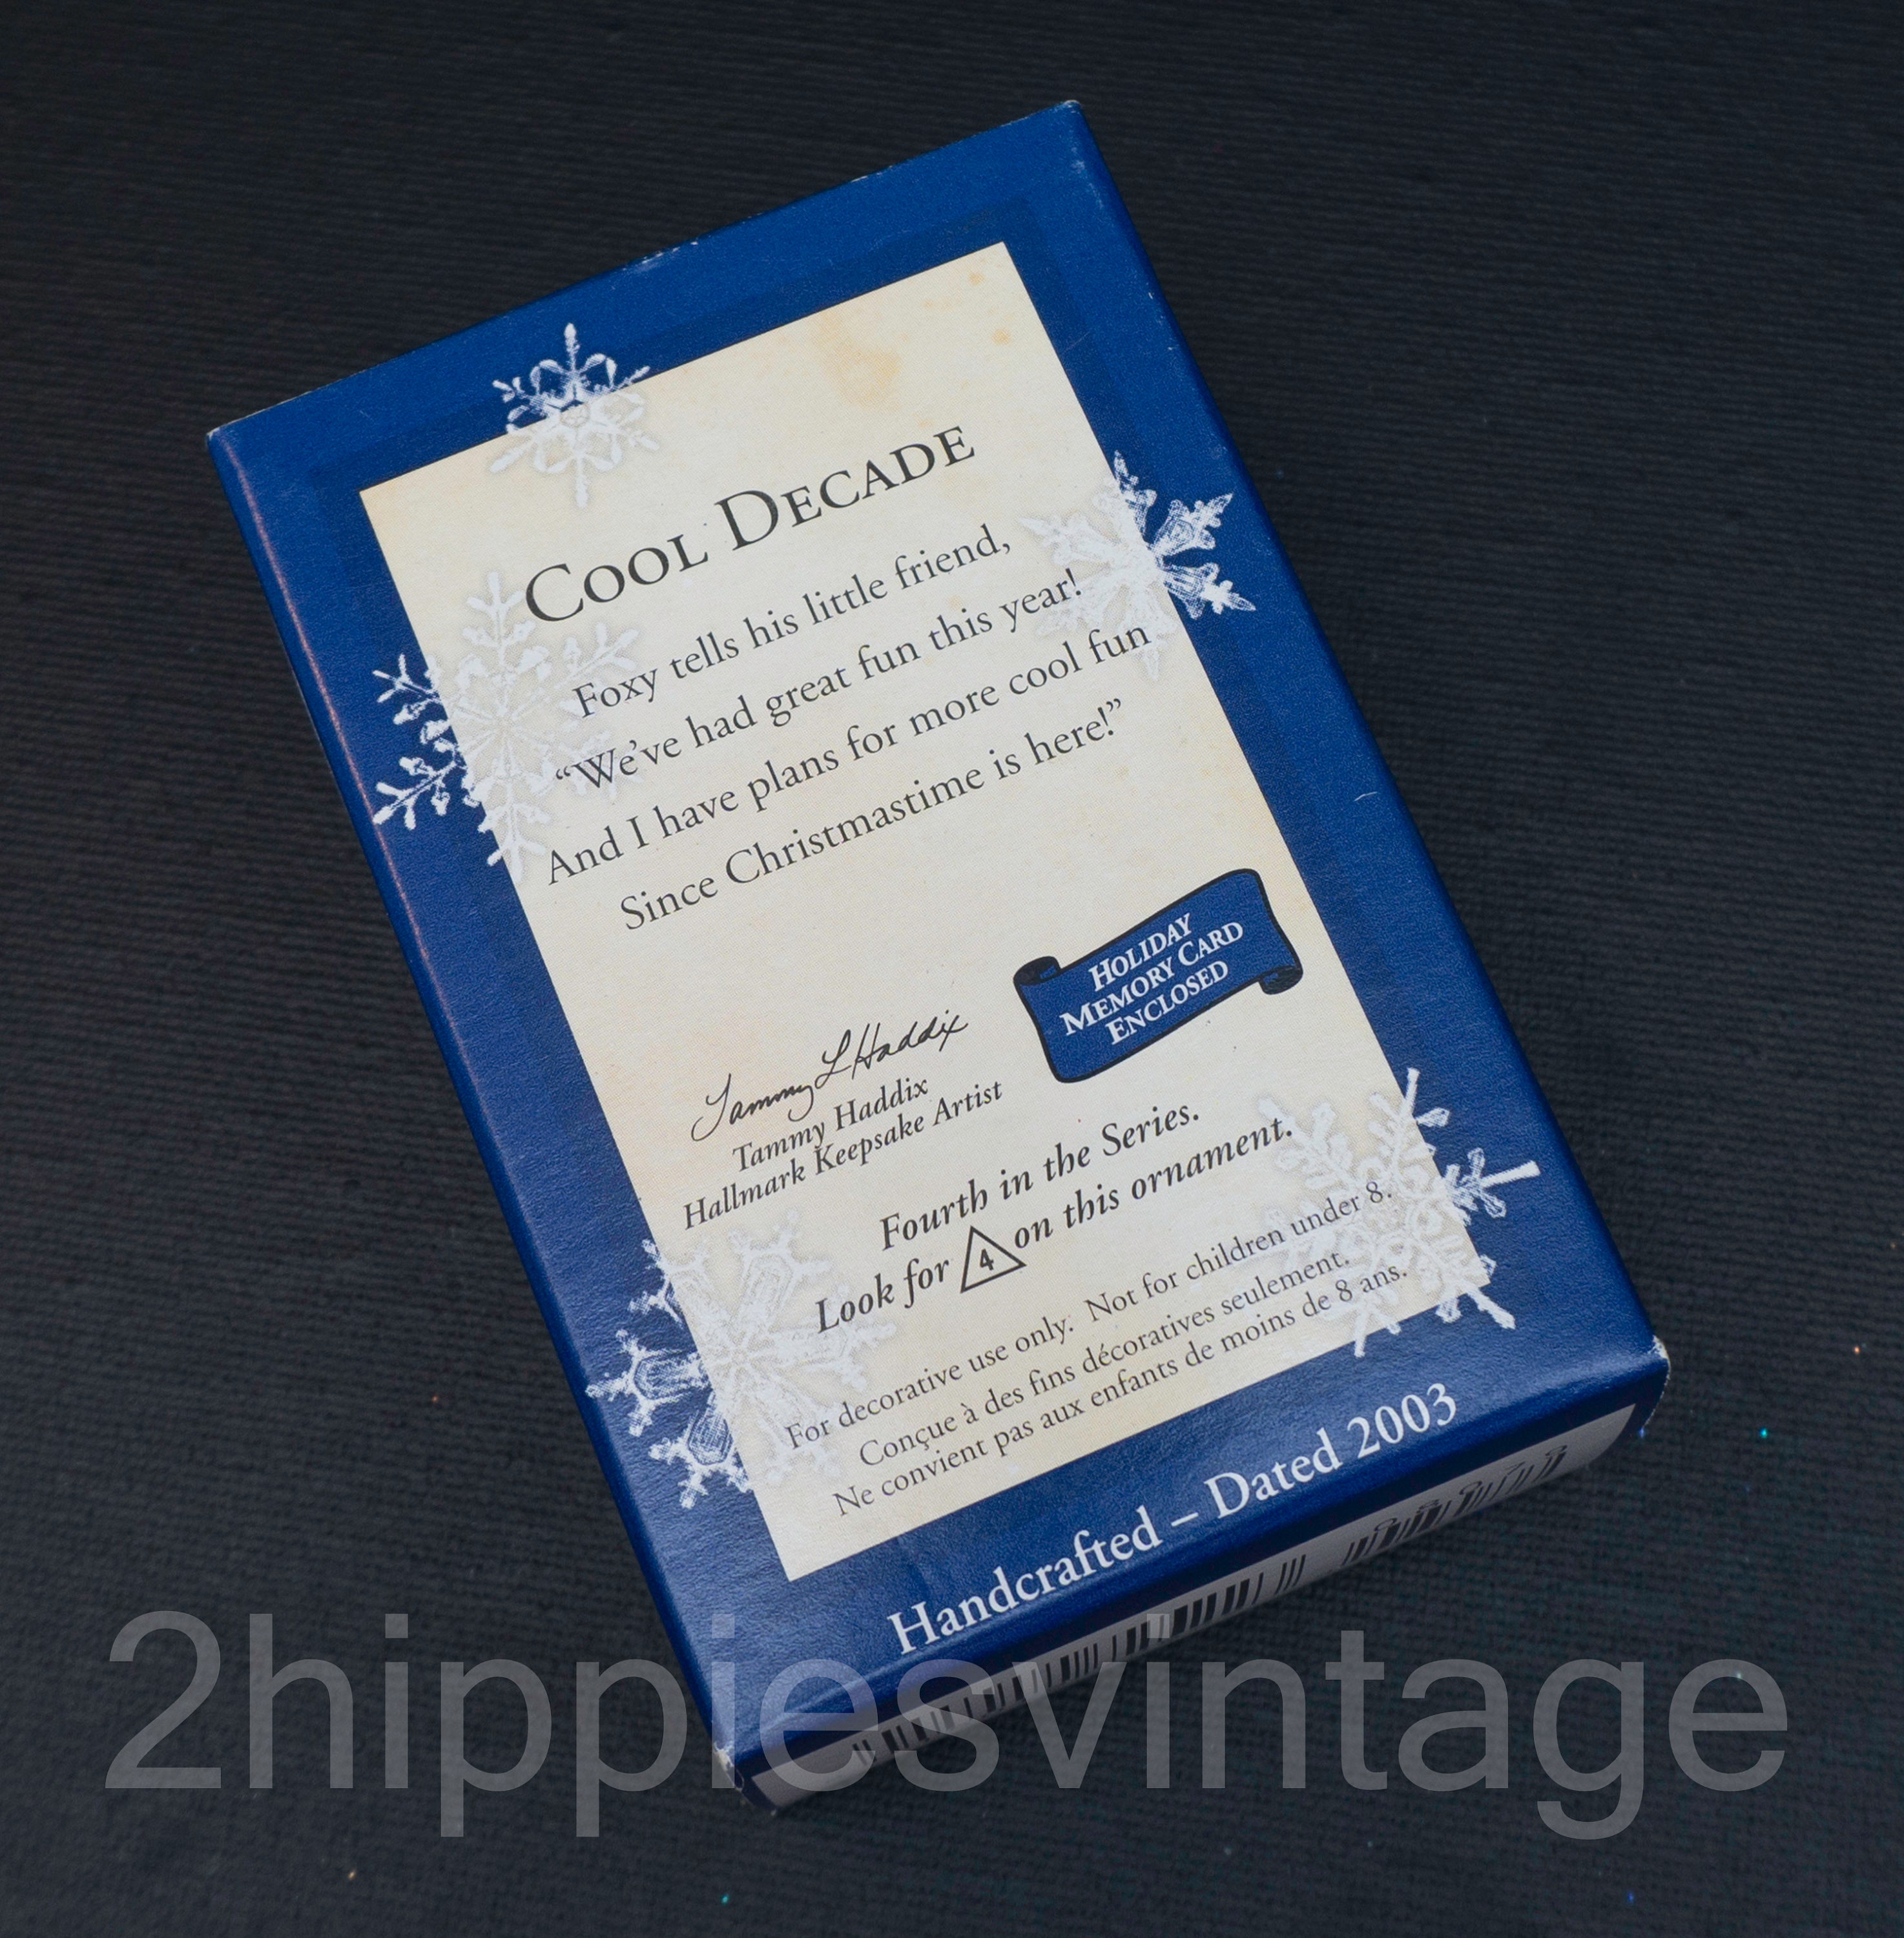 COOL DECADE
Foxy tells his little friend,
“We’ve had great fun this year!
And I have plans for more cool fun
Since Christmastime is here!”
HOLIDAY
MEMORY CARD
ENCLOSED
Tammy L Haddix
Tammy Haddix
Hallmark Keepsake Artist
Fourth in the Series.
Look for 4 on this ornament.
For decorative use only. Not for children under 8.
Conçue à des fins décoratives seulement.
Ne convient pas aux enfants de moins de 8 ans.
Handcrafted – Dated 2003
2hippiesvintage